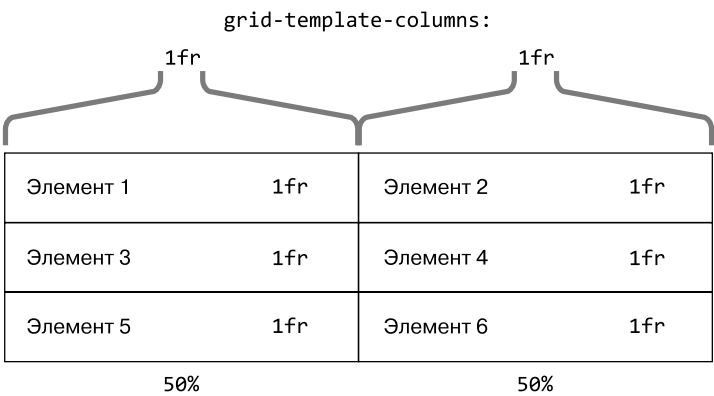 grid-template-columns:
1fr 1fr
Элемент 1 1fr Элемент 2 1fr
Элемент 3 1fr Элемент 4 1fr
Элемент 5 1fr Элемент 6 1fr
50% 50%